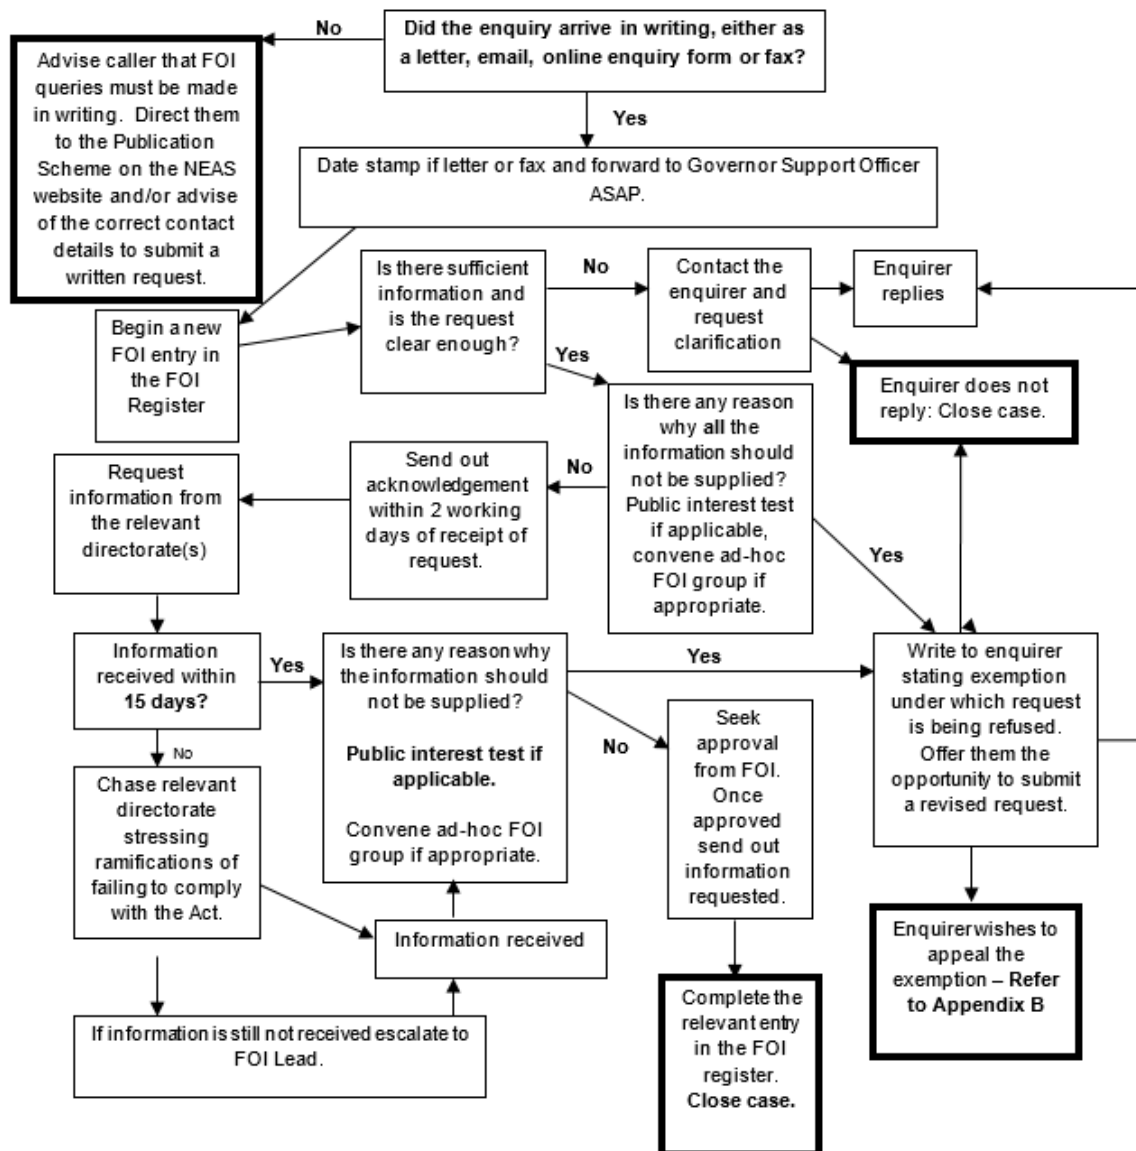 No
Did the enquiry arrive in writing, either as
a letter, email, online enquiry form or fax?
Advise caller that FOI
queries must be made
in writing. Direct them
to the Publication
Scheme on the NEAS
website and/or advise
of the correct contact
details to submit a
written request.
Yes
Date stamp if letter or fax and forward to Governor Support Officer
ASAP.
Is there sufficient
information and
is the request
clear enough?
No
Contact the
enquirer and
request
clarification
Enquirer
replies
Begin a new
FOI entry in
the FOI
Register
Yes
Enquirer does not
reply: Close case.
Is there any reason
why all the
information should
not be supplied?
Public interest test
if applicable,
convene ad-hoc
FOI group if
appropriate.
No
Send out
acknowledgement
within 2 working
days of receipt of
request.
Request
information from
the relevant
directorate(s)
Yes
Information
received within
15 days?
Yes
Is there any reason why
the information should
not be supplied?
Public interest test if
applicable.
Convene ad-hoc FOI
group if appropriate.
Yes
Write to enquirer
stating exemption
under which request
is being refused.
Offer them the
opportunity to submit
a revised request.
No
Seek
approval
from FOI.
Once
approved
send out
information
requested.
No
Chase relevant
directorate
stressing
ramifications of
failing to comply
with the Act.
Information received
Enquirer wishes to
appeal the
exemption – Refer
to Appendix B
If information is still not received escalate to
FOI Lead.
Complete the
relevant entry
in the FOI
register.
Close case.